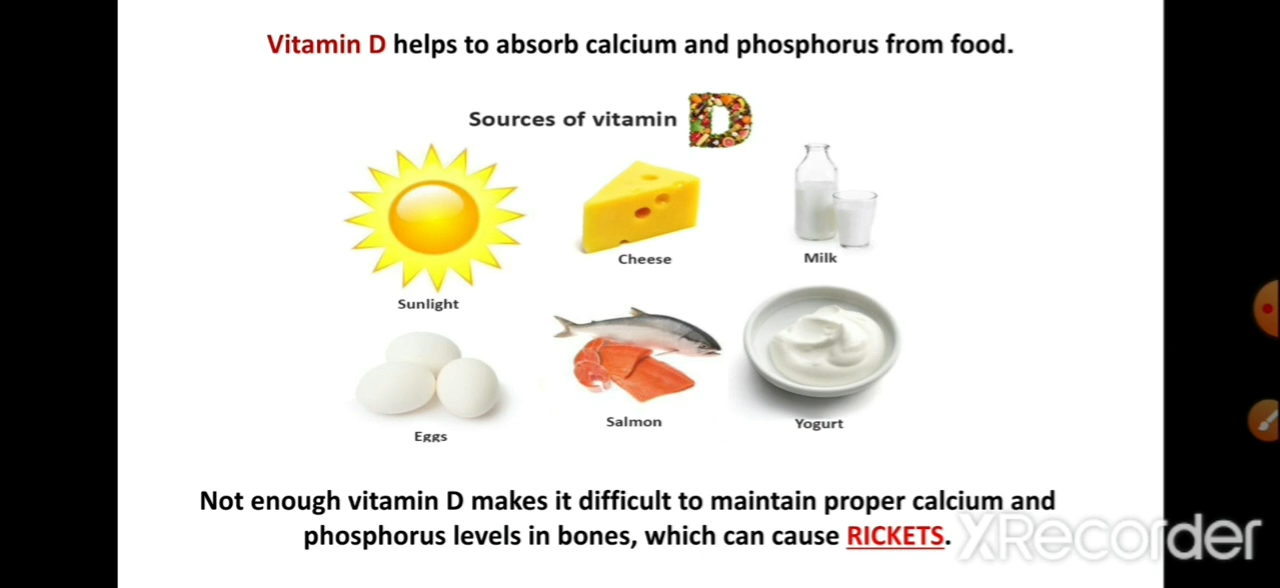 Vitamin D helps to absorb calcium and phosphorus from food.
Sources of vitamin D
Cheese
Milk
Sunlight
Salmon
Yogurt
Eggs
Not enough vitamin D makes it difficult to maintain proper calcium and
phosphorus levels in bones, which can cause RICKETS.
XRecorder